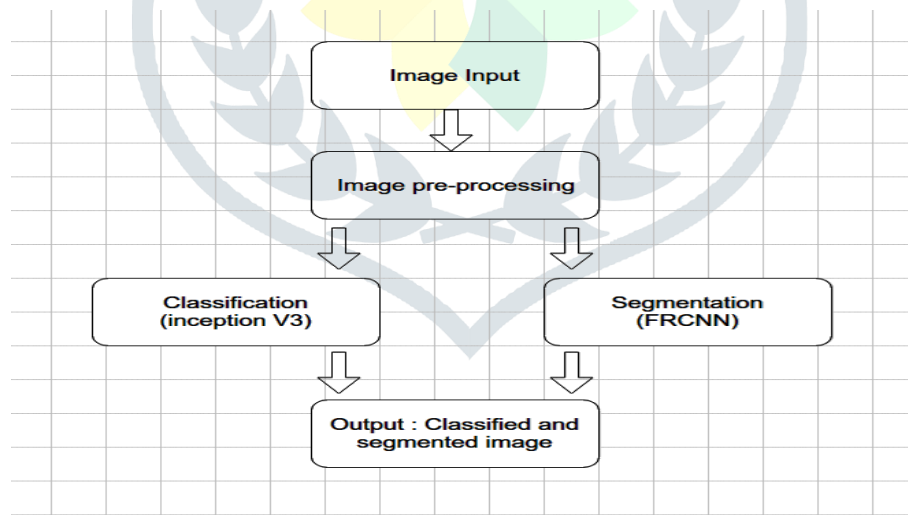 Image Input
Image pre-processing
Classification
(inception V3)
Segmentation
(FRCNN)
Output : Classified and
segmented image